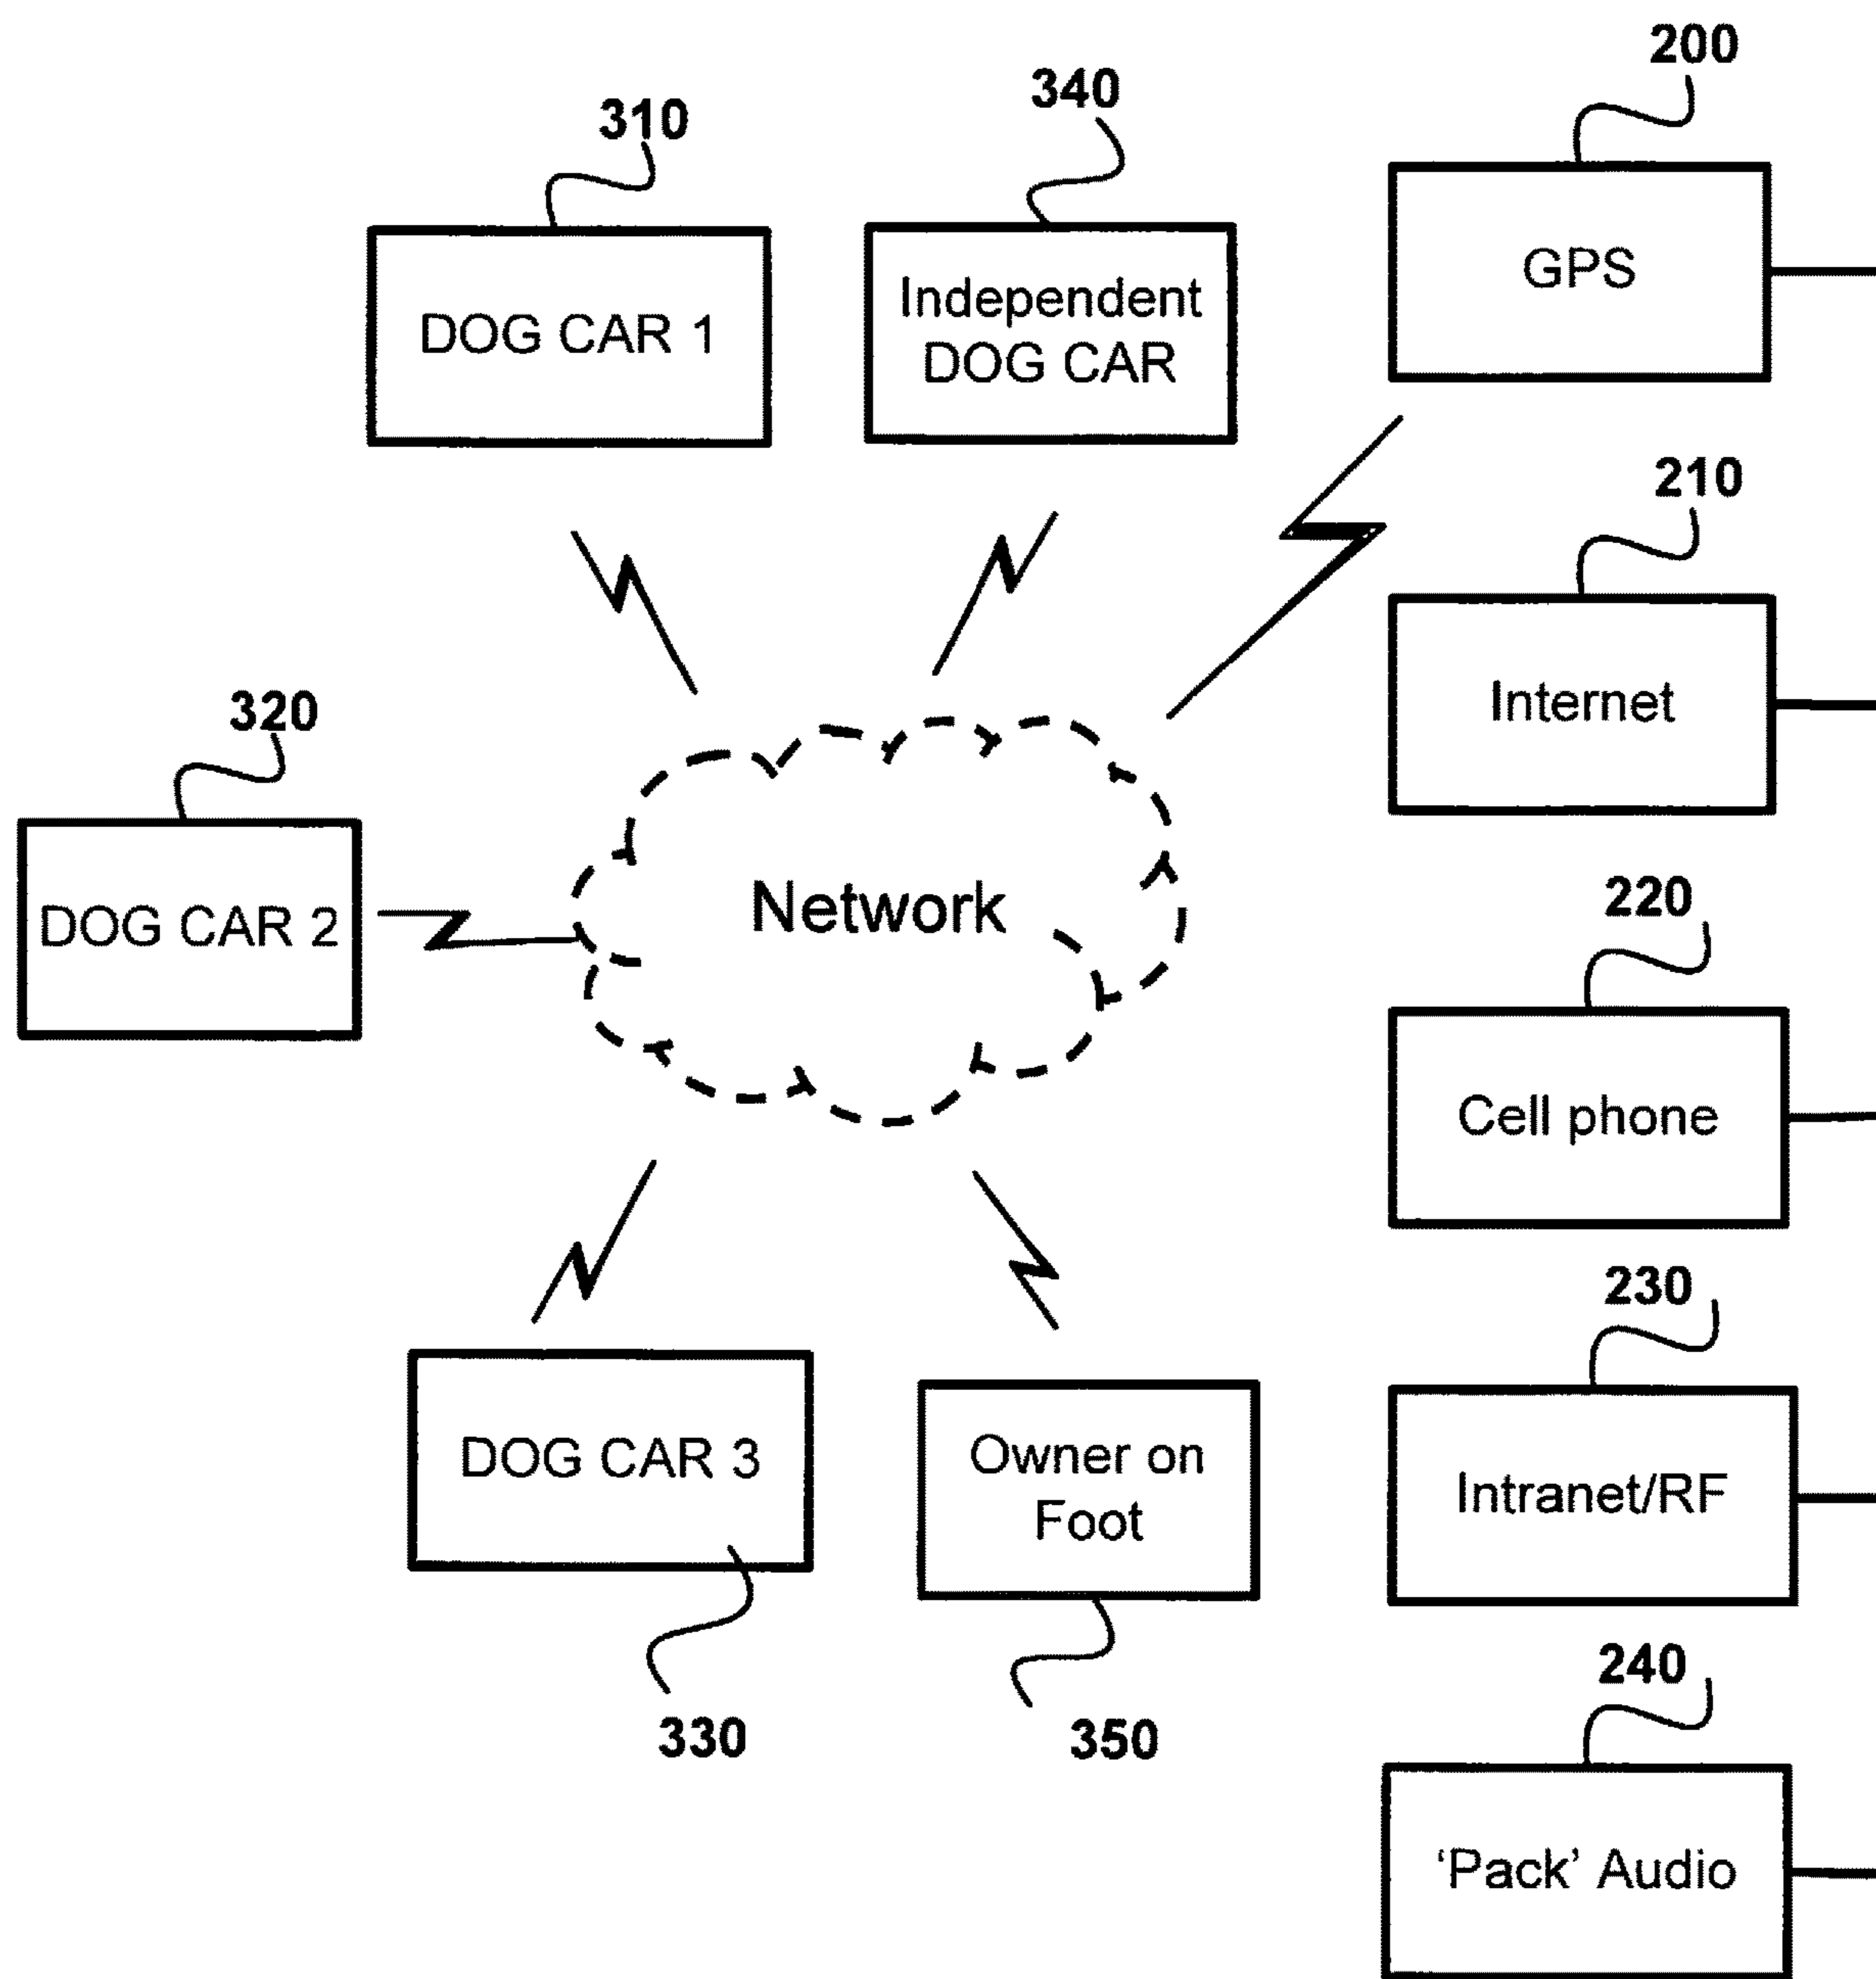 200
340
310
GPS
Independent
DOG CAR
DOG CAR 1
210
Internet
320
DOG CAR 2
Network
220
Cell phone
230
DOG CAR 3
Owner on
Foot
Intranet/RF
240
330
350
‘Pack’ Audio